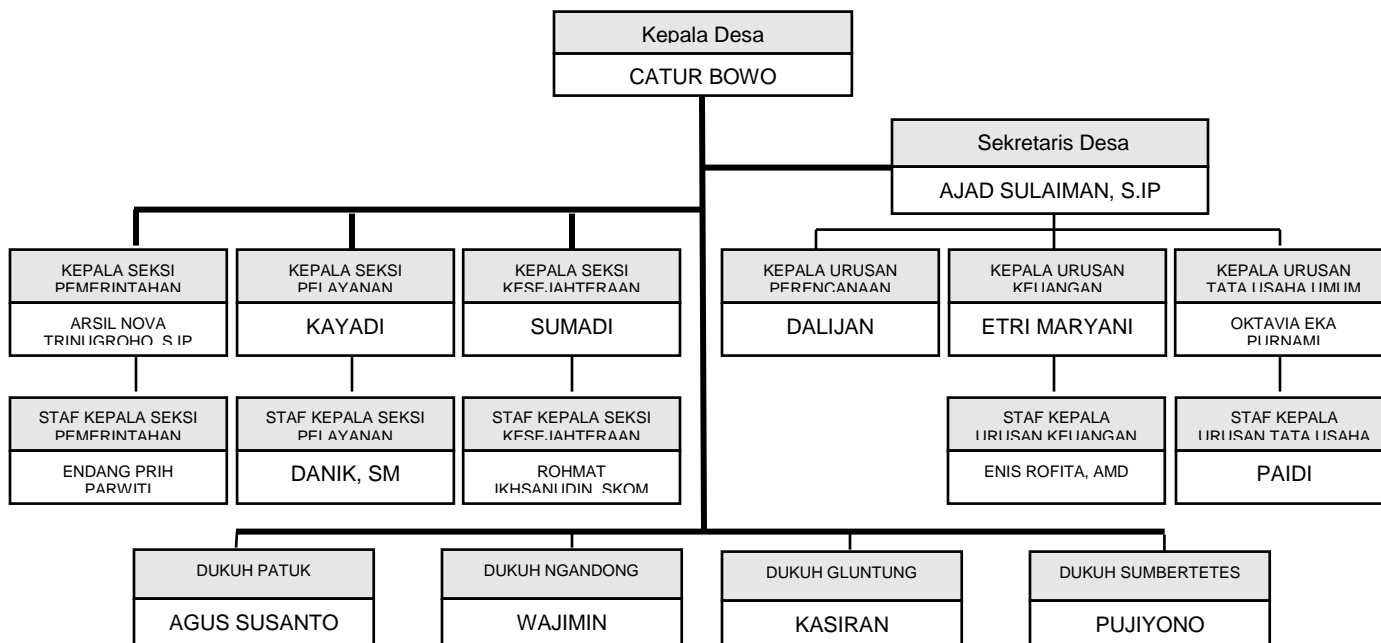 Kepala Desa
CATUR BOWO
Sekretaris Desa
AJAD SULAIMAN, S.IP
KEPALA SEKSI
PEMERINTAHAN
ARSIL NOVA
TRINUGROHO, S.IP
KEPALA SEKSI
PELAYANAN
KAYADI
KEPALA SEKSI
KESEJAHTERAAN
SUMADI
KEPALA URUSAN
PERENCANAAN
DALIJAN
KEPALA URUSAN
KEUANGAN
ETRI MARYANI
KEPALA URUSAN
TATA USAHA UMUM
OKTAVIA EKA
PURNAMI
STAF KEPALA SEKSI
PEMERINTAHAN
ENDANG PRIH
PARWITI
STAF KEPALA SEKSI
PELAYANAN
DANIK, SM
STAF KEPALA SEKSI
KESEJAHTERAAN
ROHMAT
IKHSANUDIN, SKOM
STAF KEPALA
URUSAN KEUANGAN
ENIS ROFITA, AMD
STAF KEPALA
URUSAN TATA USAHA
PAIDI
DUKUH PATUK
AGUS SUSANTO
DUKUH NGANDONG
WAJIMIN
DUKUH GLUNTUNG
KASIRAN
DUKUH SUMBERTETES
PUJIYONO